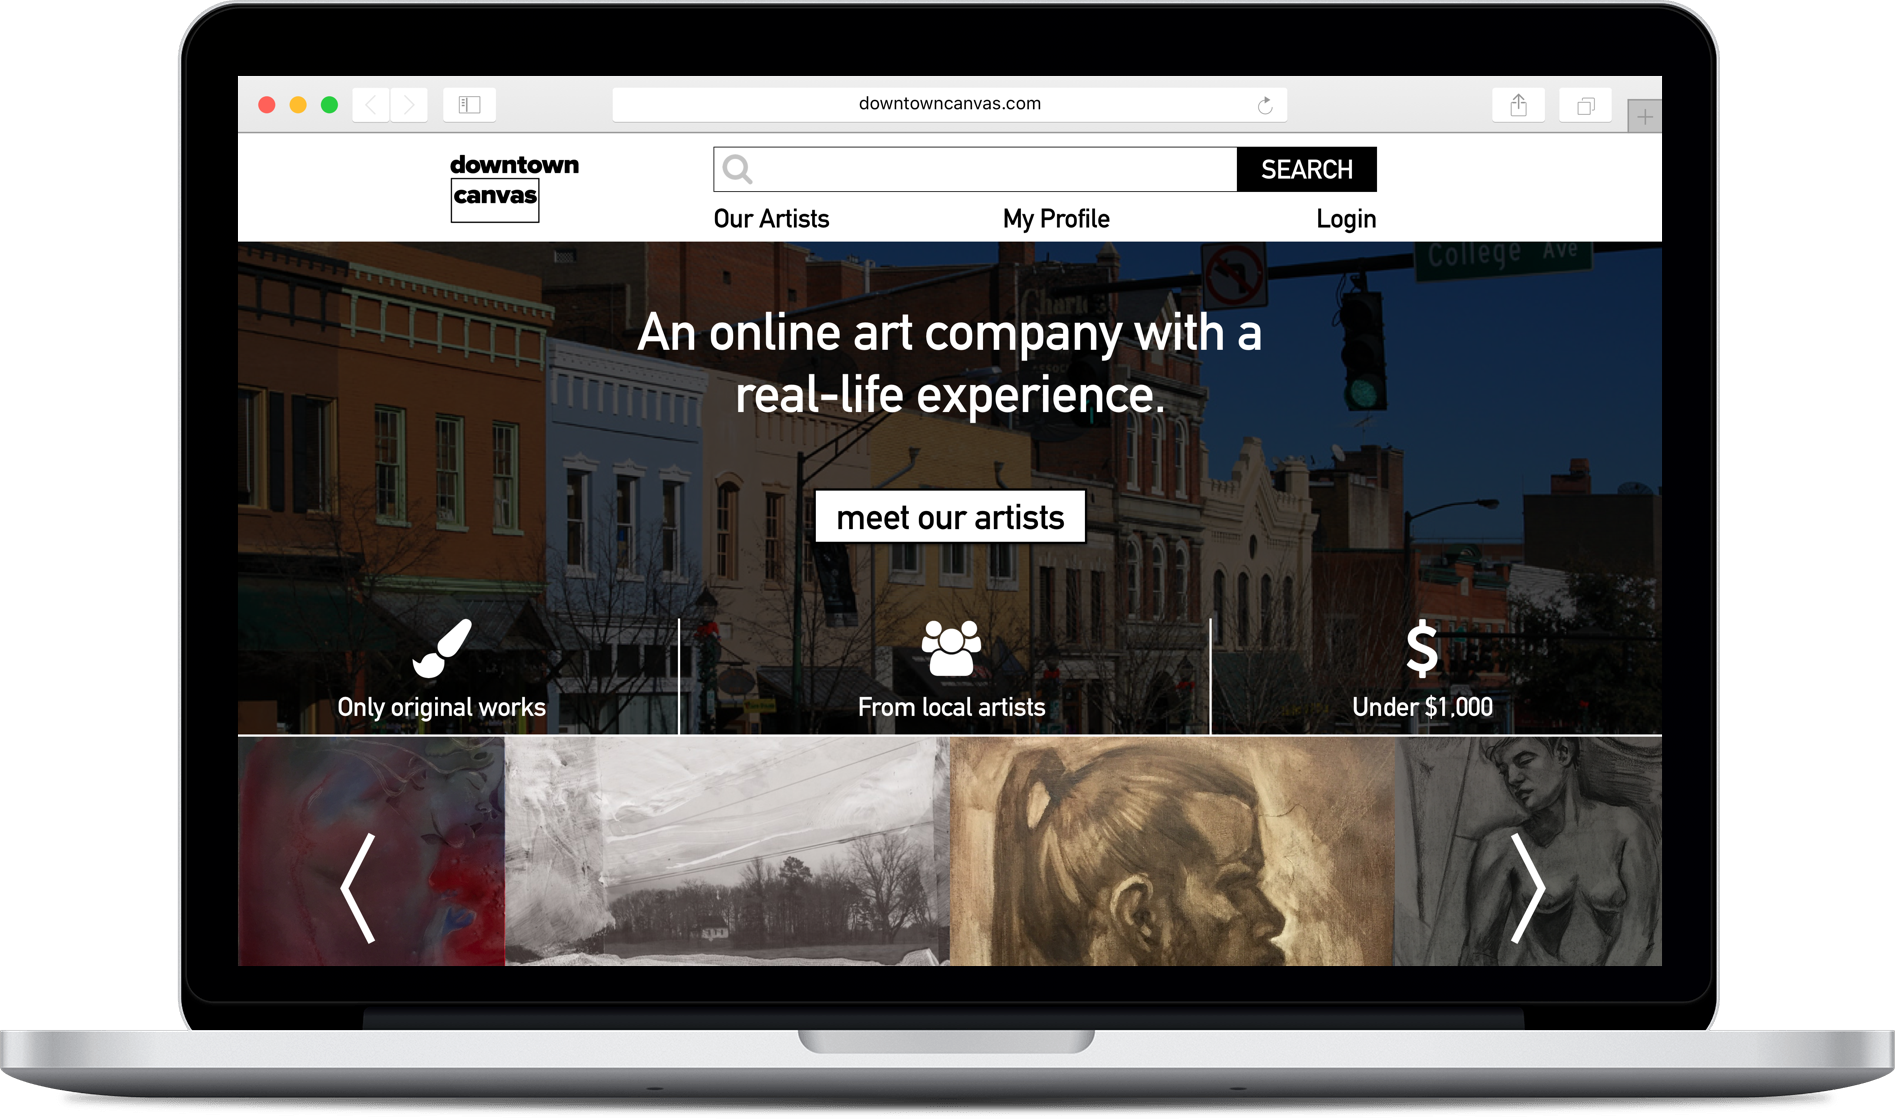 downtowncanvas.com
downtown
canvas
SEARCH
Our Artists
My Profile
Login
College Ave
An online art company with a
real-life experience.
meet our artists
Only original works
From local artists
Under $1,000